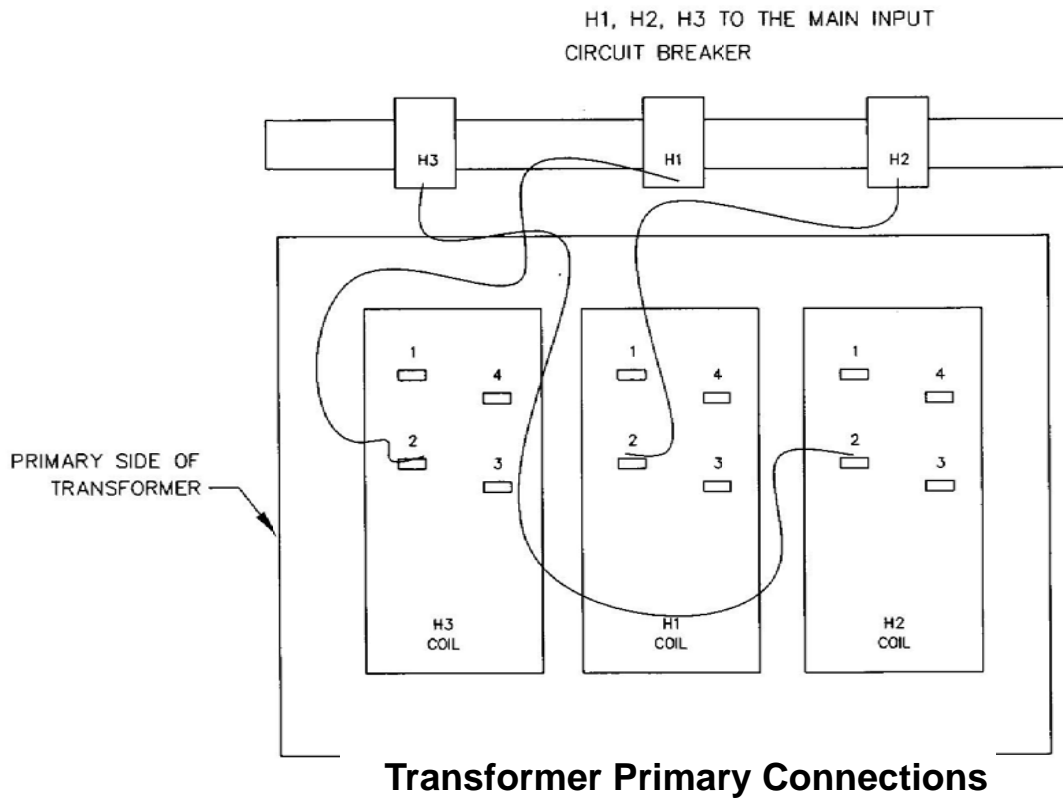 H1, H2, H3 TO THE MAIN INPUT
CIRCUIT BREAKER
H3
H1
H2
1
4
2
3
H3
COIL
1
4
2
3
H1
COIL
1
4
2
3
H2
COIL
PRIMARY SIDE OF
TRANSFORMER
Transformer Primary Connections